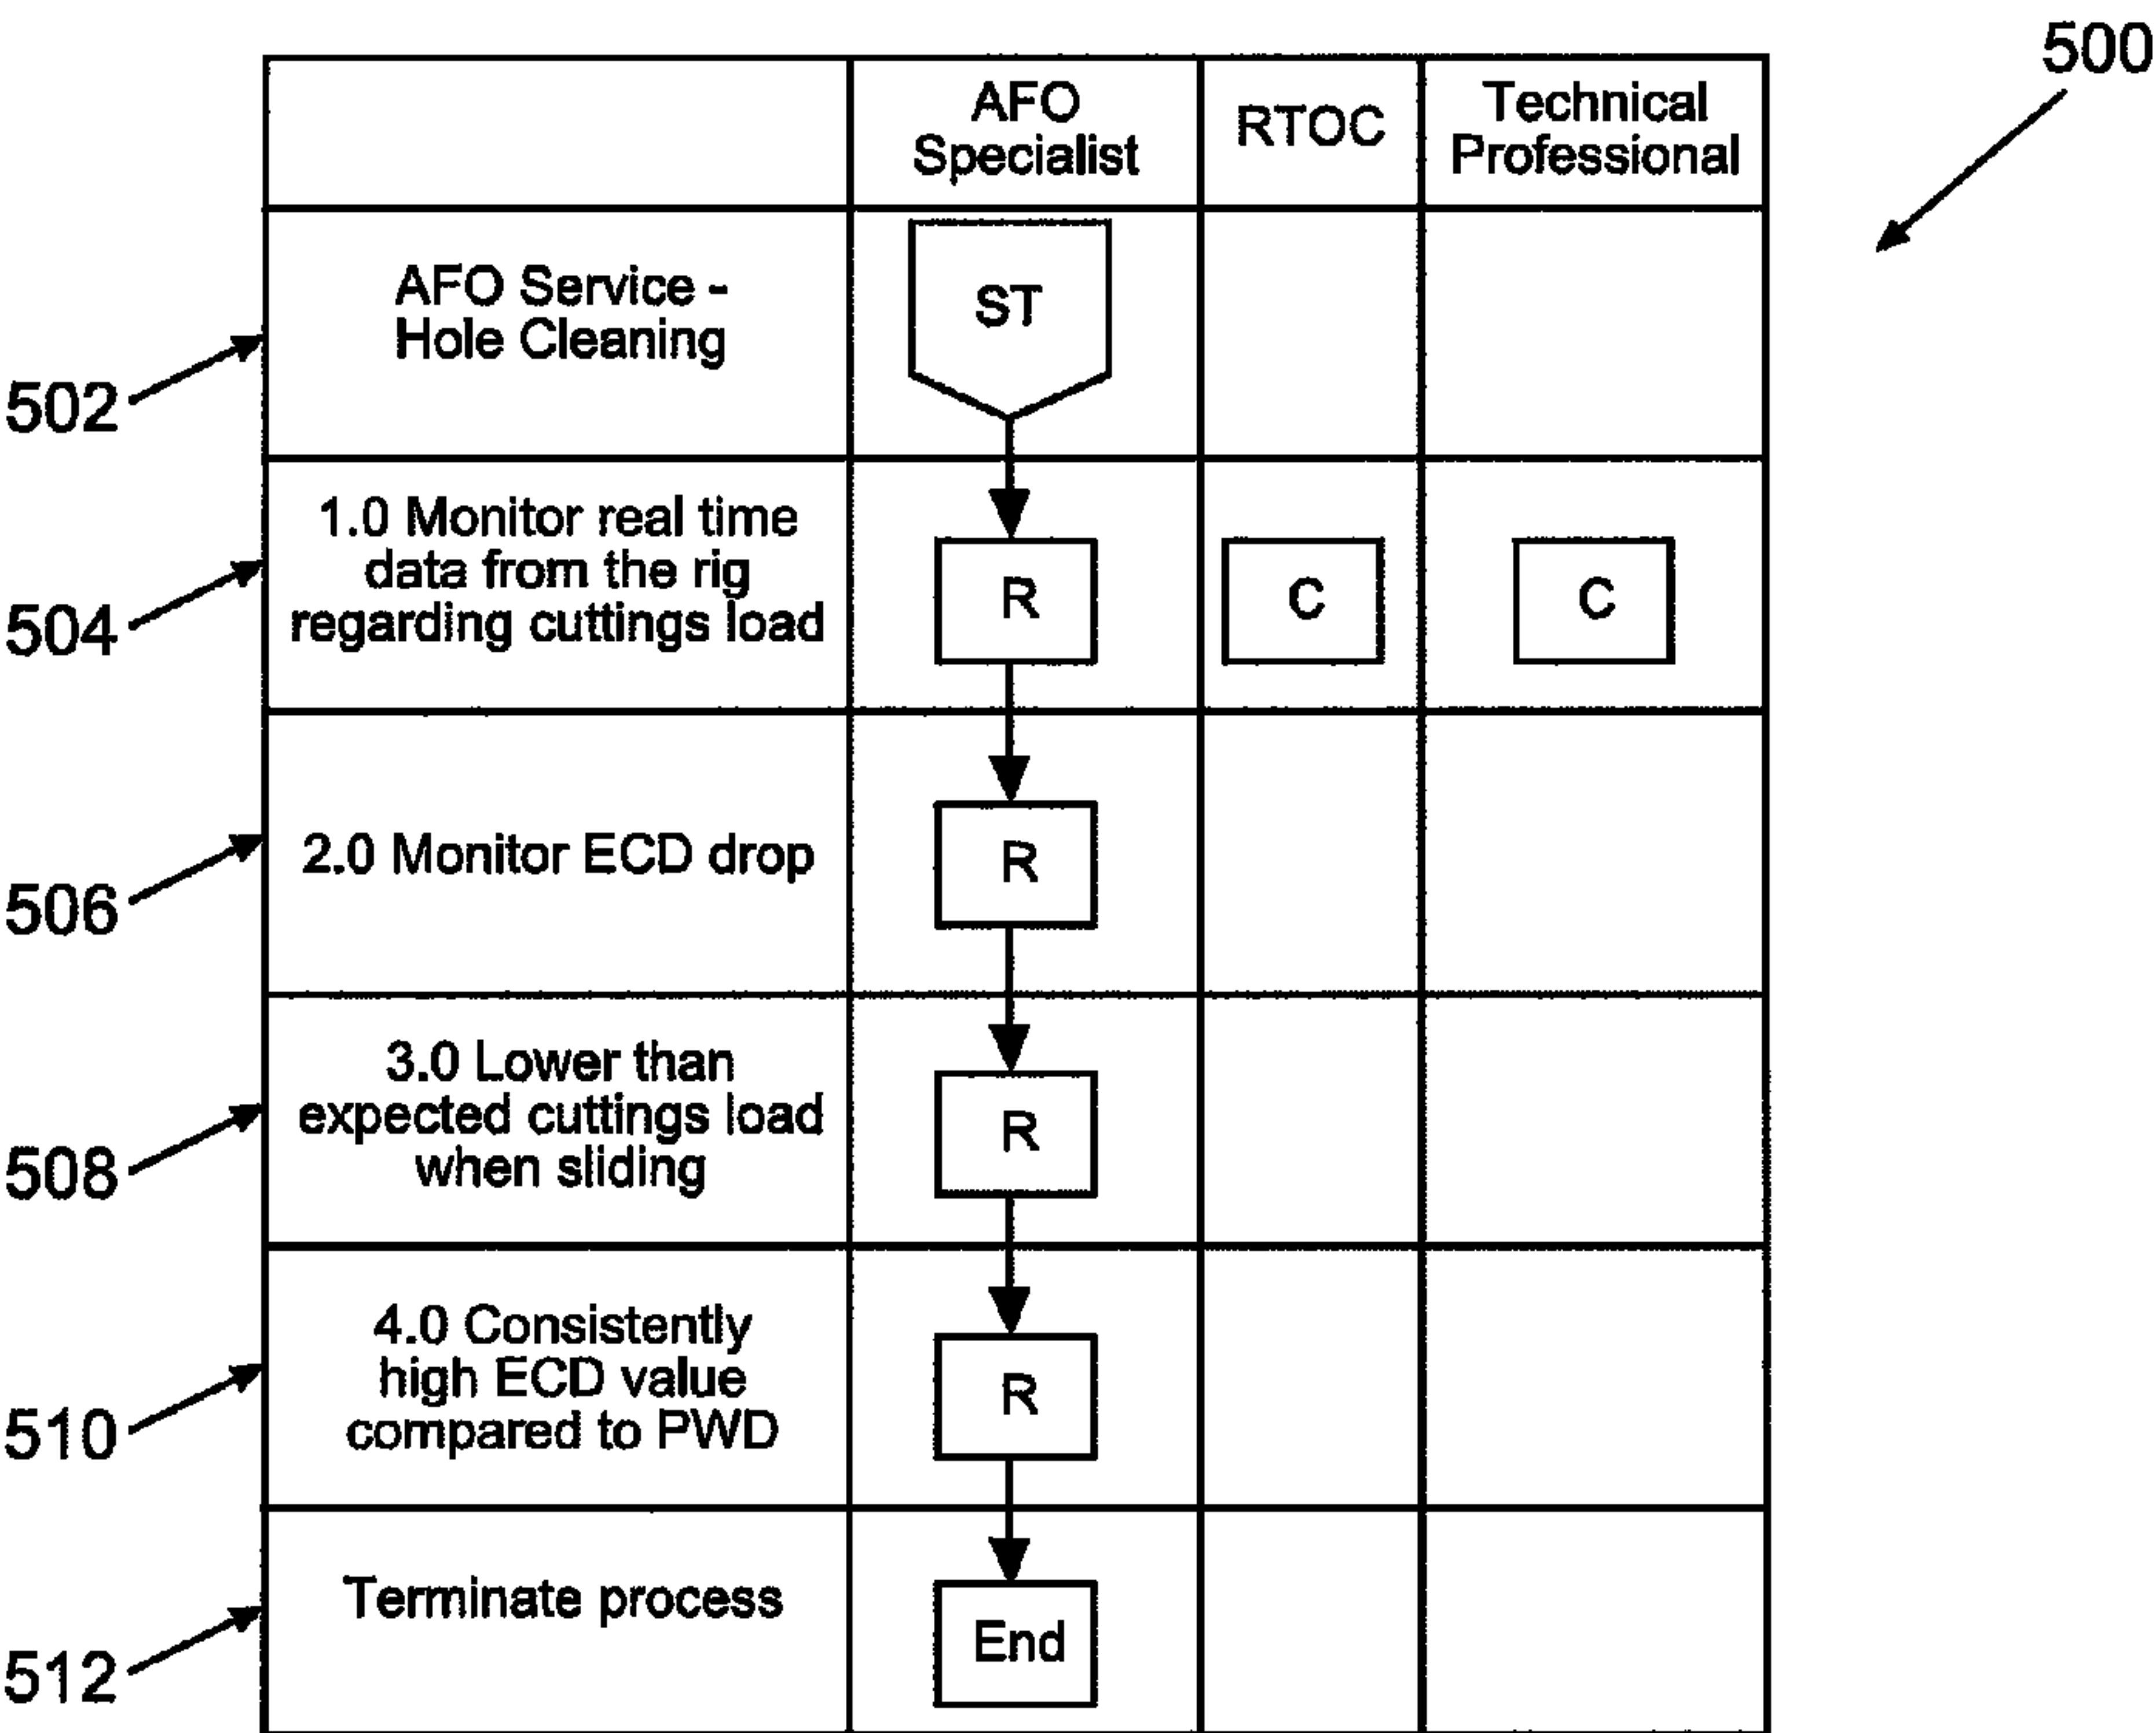 500
AFO
Specialist
RTOC
Technical
Professional
502
AFO Service -
Hole Cleaning
ST
504
1.0 Monitor real time
data from the rig
regarding cuttings load
R
C
C
506
2.0 Monitor ECD drop
R
508
3.0 Lower than
expected cuttings load
when sliding
R
510
4.0 Consistently
high ECD value
compared to PWD
R
512
Terminate process
End